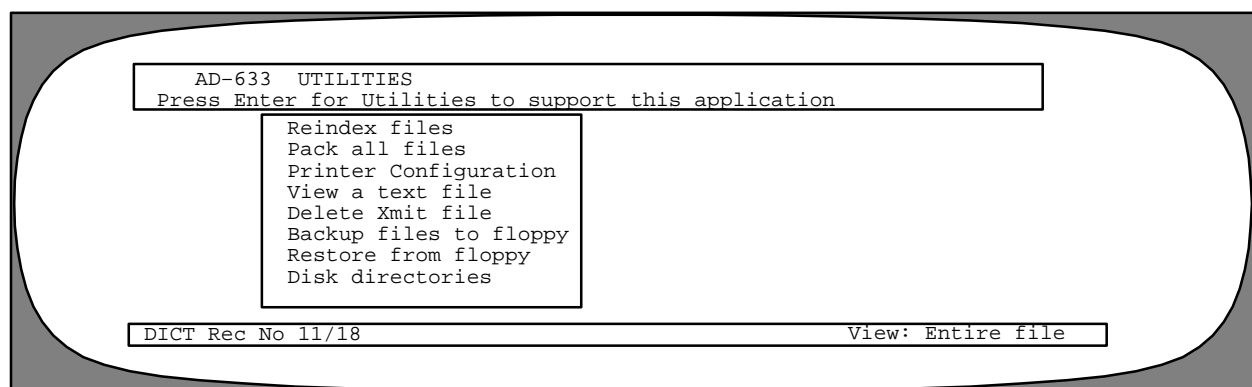 AD-633 UTILITIES
Press Enter for Utilities to support this application
Reindex files
Pack all files
Printer Configuration
View a text file
Delete Xmit file
Backup files to floppy
Restore from floppy
Disk directories
DICT Rec No 11/18 View: Entire file